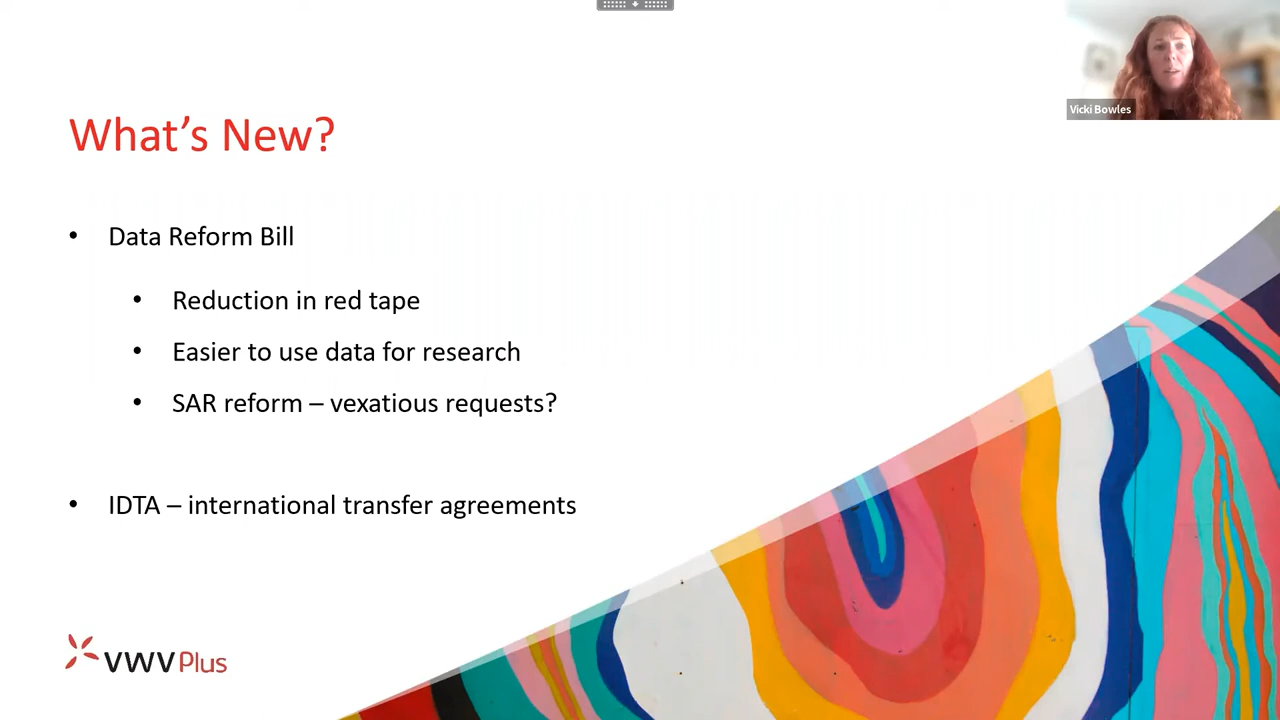 Vicki Bowles
What's New?
• Data Reform Bill
• Reduction in red tape
• Easier to use data for research
• SAR reform – vexatious requests?
• IDTA – international transfer agreements
VWV Plus